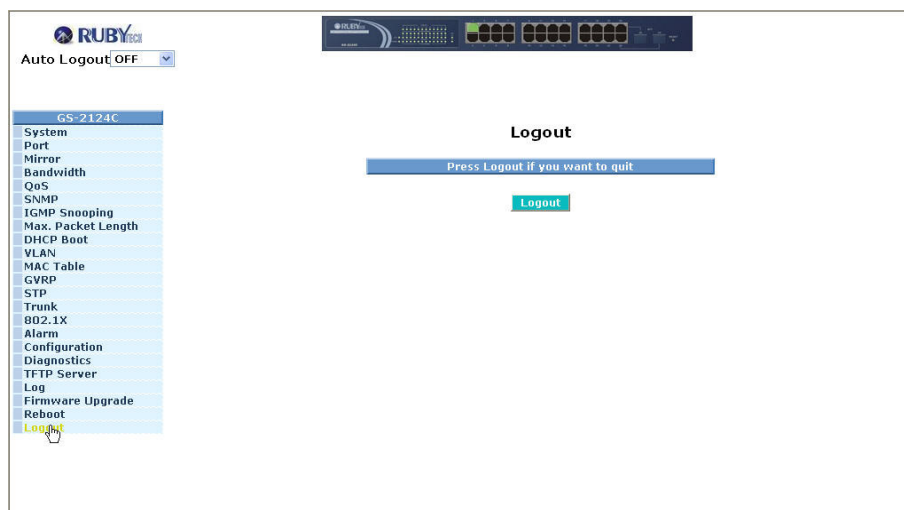 RUBYTECH
Auto Logout OFF
GS-2124C
System
Port
Mirror
Bandwidth
QoS
SNMP
IGMP Snooping
Max. Packet Length
DHCP Boot
VLAN
MAC Table
GVRP
STP
Trunk
802.1X
Alarm
Configuration
Diagnostics
TFTP Server
Log
Firmware Upgrade
Reboot
Logout
Logout
Press Logout if you want to quit
Logout